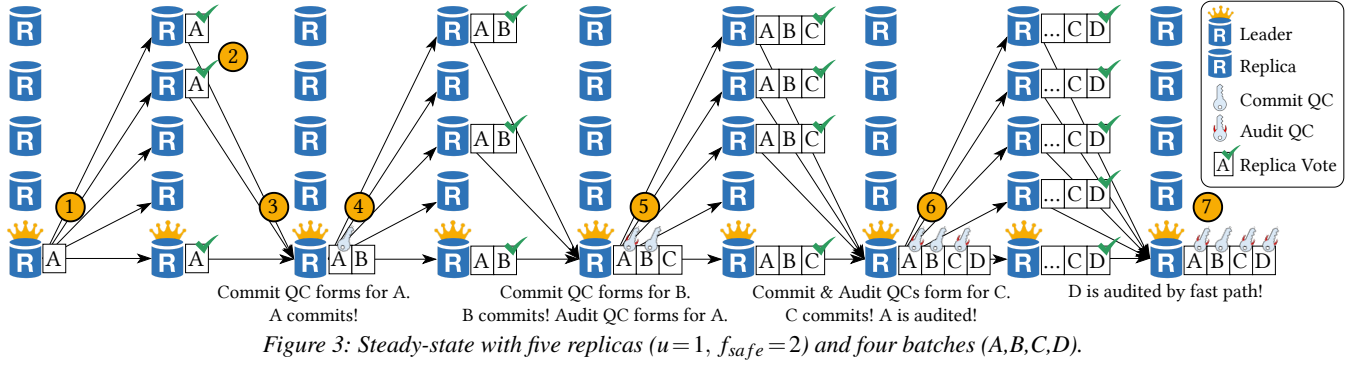 R R A R R A B R R A B C R R ... C D R
R R A 2 R R R R A B C R R ... C D R
R R R R A B R R A B C R R ... C D R
R 1 R 3 R 4 R R 5 R R 6 R ... C D R 7
R A R A R A B R A B R A B C R A B C R A B C D R ... C D R A B C D
Leader
Replica
Commit QC
Audit QC
A Replica Vote
Commit QC forms for A.
A commits!
Commit QC forms for B.
B commits! Audit QC forms for A.
Commit & Audit QCs form for C.
C commits! A is audited!
D is audited by fast path!
Figure 3: Steady-state with five replicas (u=1, f_safe=2) and four batches (A,B,C,D).